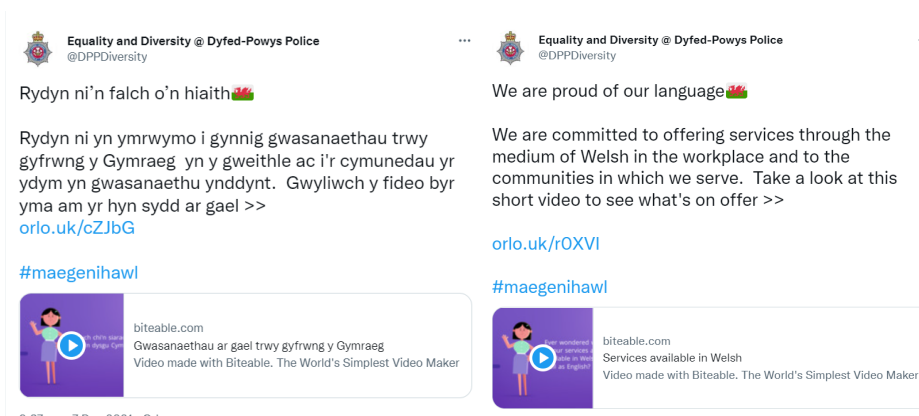 Equality and Diversity @ Dyfed-Powys Police
@DPPDiversity
Rydyn ni'n falch o'n hiaith
Rydyn ni yn ymrwymo i gynnig gwasanaethau trwy
gyfrwng y Gymraeg yn y gweithle ac i'r cymunedau yr
ydym yn gwasanaethu ynddynt. Gwyliwch y fideo byr
yma am yr hyn sydd ar gael >>
orlo.uk/cZJbG
#maegenihawl
biteable.com
Gwasanaethau ar gael trwy gyfrwng y Gymraeg
Video made with Biteable. The World's Simplest Video Maker
Equality and Diversity @ Dyfed-Powys Police
@DPPDiversity
We are proud of our language
We are committed to offering services through the
medium of Welsh in the workplace and to the
communities in which we serve. Take a look at this
short video to see what's on offer >>
orlo.uk/r0XVI
#maegenihawl
Ever wondered
services
as English?
biteable.com
Services available in Welsh
Video made with Biteable. The World's Simplest Video Maker